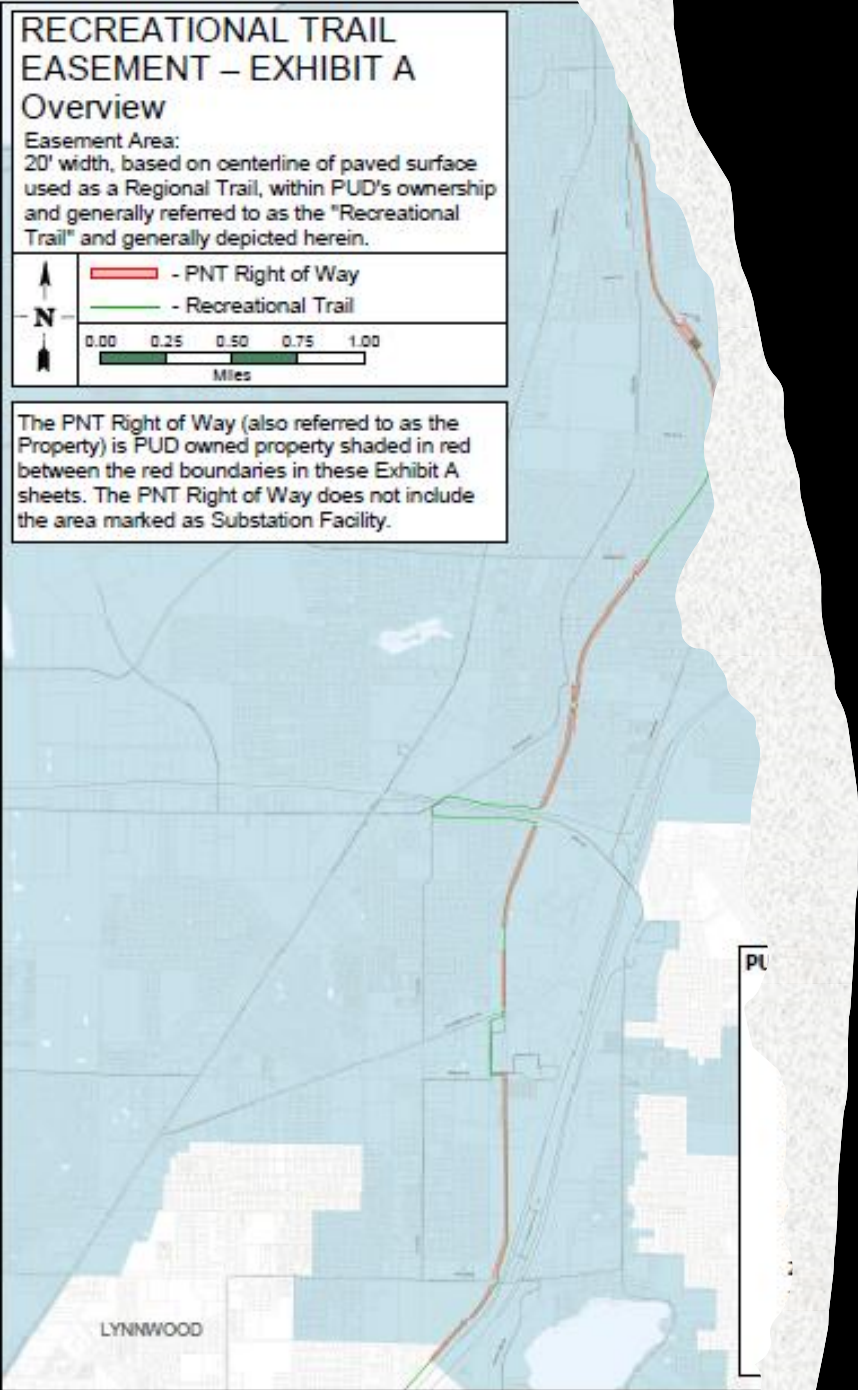 RECREATIONAL TRAIL
EASEMENT – EXHIBIT A
Overview
Easement Area:
20' width, based on centerline of paved surface
used as a Regional Trail, within PUD's ownership
and generally referred to as the "Recreational
Trail" and generally depicted herein.
- PNT Right of Way
N
- Recreational Trail
0.00 0.25 0.50 0.75 1.00
Miles
The PNT Right of Way (also referred to as the
Property) is PUD owned property shaded in red
between the red boundaries in these Exhibit A
sheets. The PNT Right of Way does not include
the area marked as Substation Facility.
PU
LYNNWOOD